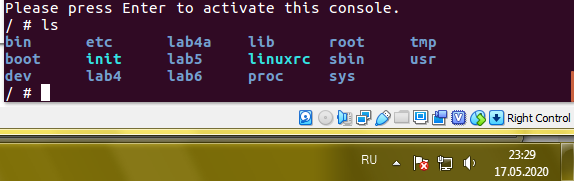 Please press Enter to activate this console.
/ # ls
bin etc lab4a lib root tmp
boot init lab5 linuxrc sbin usr
dev lab4 lab6 proc sys
/ #
Right Control
RU 23:29
17.05.2020